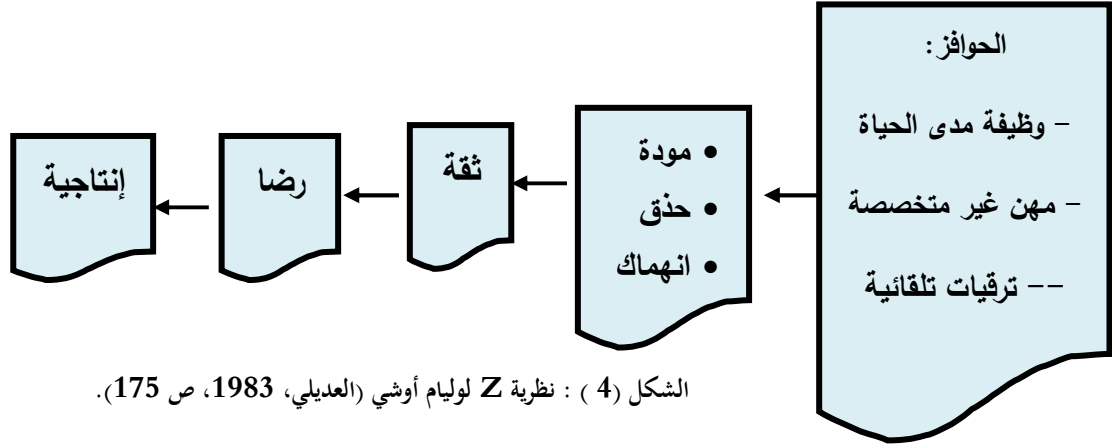 الحوافز:
- وظيفة مدى الحياة
- مهن غير متخصصة
-- ترقيات تلقائية
• مودة
• حذق
• انهماك
ثقة
رضا
إنتاجية
الشكل (4 ) : نظرية Z لوليام أوشي (العديلي، 1983، ص 175).